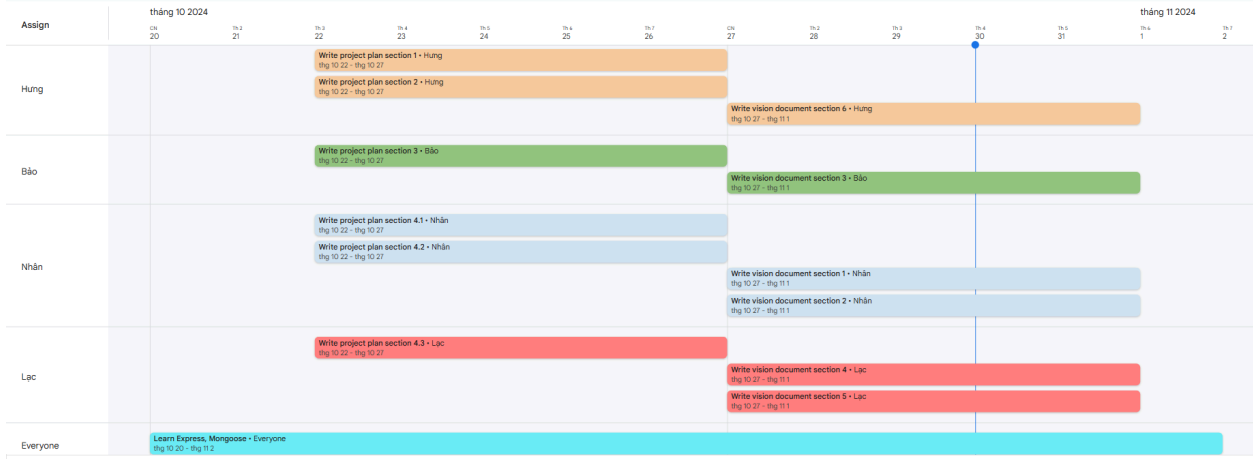 Assign
tháng 10 2024
tháng 11 2024
CN Th 2 Th 3 Th 4 Th 5 Th 6 Th 7 CN Th 2 Th 3 Th 4 Th 5 Th 6 Th 7
20 21 22 23 24 25 26 27 28 29 30 31 1 2
Hưng
Write project plan section 1 • Hưng
thg 10 22 - thg 10 27
Write project plan section 2 • Hưng
thg 10 22 - thg 10 27
Write vision document section 6 • Hưng
thg 10 27 - thg 11 1
Bảo
Write project plan section 3 • Bảo
thg 10 22 - thg 10 27
Write vision document section 3 • Bảo
thg 10 27 - thg 11 1
Nhân
Write project plan section 4.1 • Nhân
thg 10 22 - thg 10 27
Write project plan section 4.2 • Nhân
thg 10 22 - thg 10 27
Write vision document section 1 • Nhân
thg 10 27 - thg 11 1
Write vision document section 2 • Nhân
thg 10 27 - thg 11 1
Lạc
Write project plan section 4.3 • Lạc
thg 10 22 - thg 10 27
Write vision document section 4 • Lạc
thg 10 27 - thg 11 1
Write vision document section 5 • Lạc
thg 10 27 - thg 11 1
Everyone
Learn Express, Mongoose • Everyone
thg 10 20 - thg 11 2